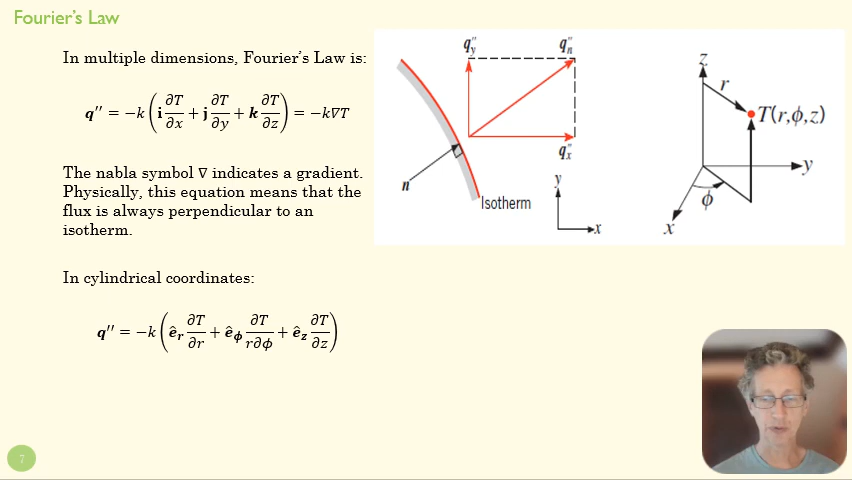 Fourier's Law
In multiple dimensions, Fourier's Law is:
q″ = −k(i ∂T/∂x + j ∂T/∂y + k ∂T/∂z) = −k∇T
The nabla symbol ∇ indicates a gradient.
Physically, this equation means that the
flux is always perpendicular to an
isotherm.
In cylindrical coordinates:
q″ = −k(ê_r ∂T/∂r + ê_ϕ ∂T/r∂ϕ + ê_z ∂T/∂z)
q″_y
q″_n
q″_x
n
Isotherm
y
x
z
r
T(r,ϕ,z)
y
ϕ
x
7